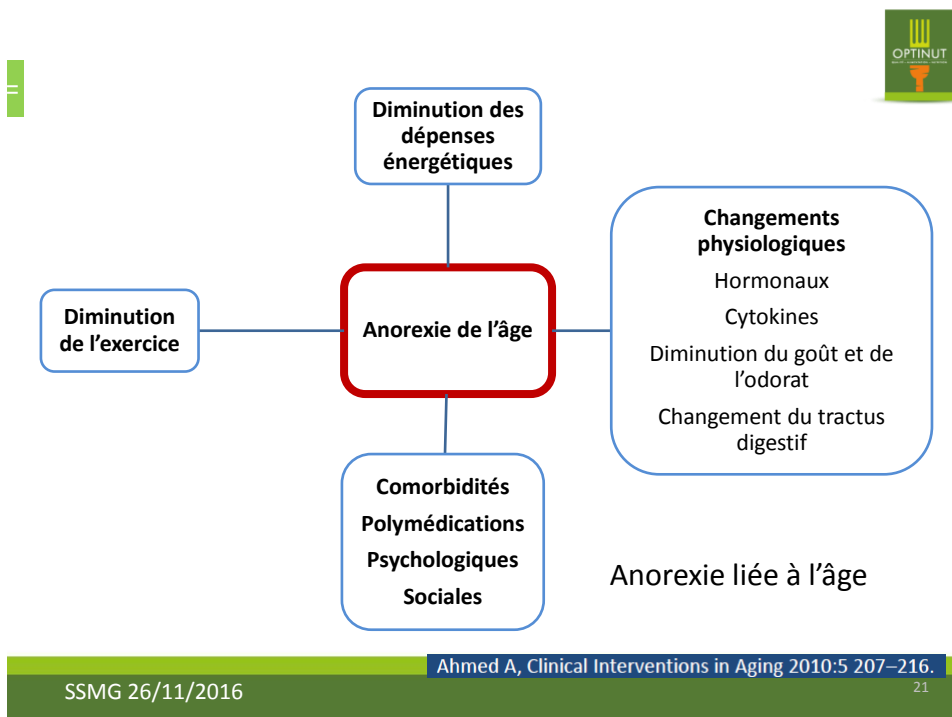 OPTINUT
Diminution des
dépenses
énergétiques
Changements
physiologiques
Hormonaux
Cytokines
Diminution du goût et de
l’odorat
Changement du tractus
digestif
Diminution
de l’exercice
Anorexie de l’âge
Comorbidités
Polymédications
Psychologiques
Sociales
Anorexie liée à l’âge
Ahmed A, Clinical Interventions in Aging 2010:5 207–216.
SSMG 26/11/2016
21